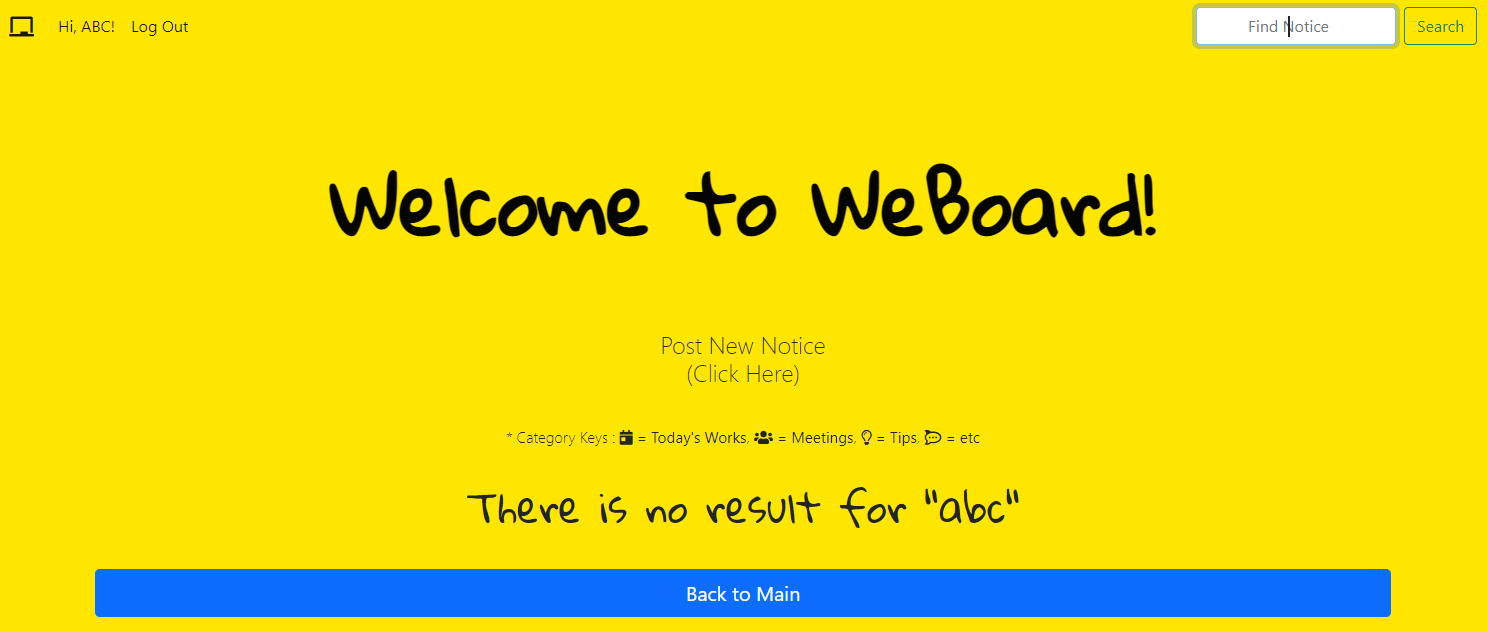 Hi, ABC! Log Out Find Notice Search
Welcome to WeBoard!
Post New Notice
(Click Here)
* Category Keys : = Today's Works, = Meetings, = Tips, = etc
There is no result for "abc"
Back to Main